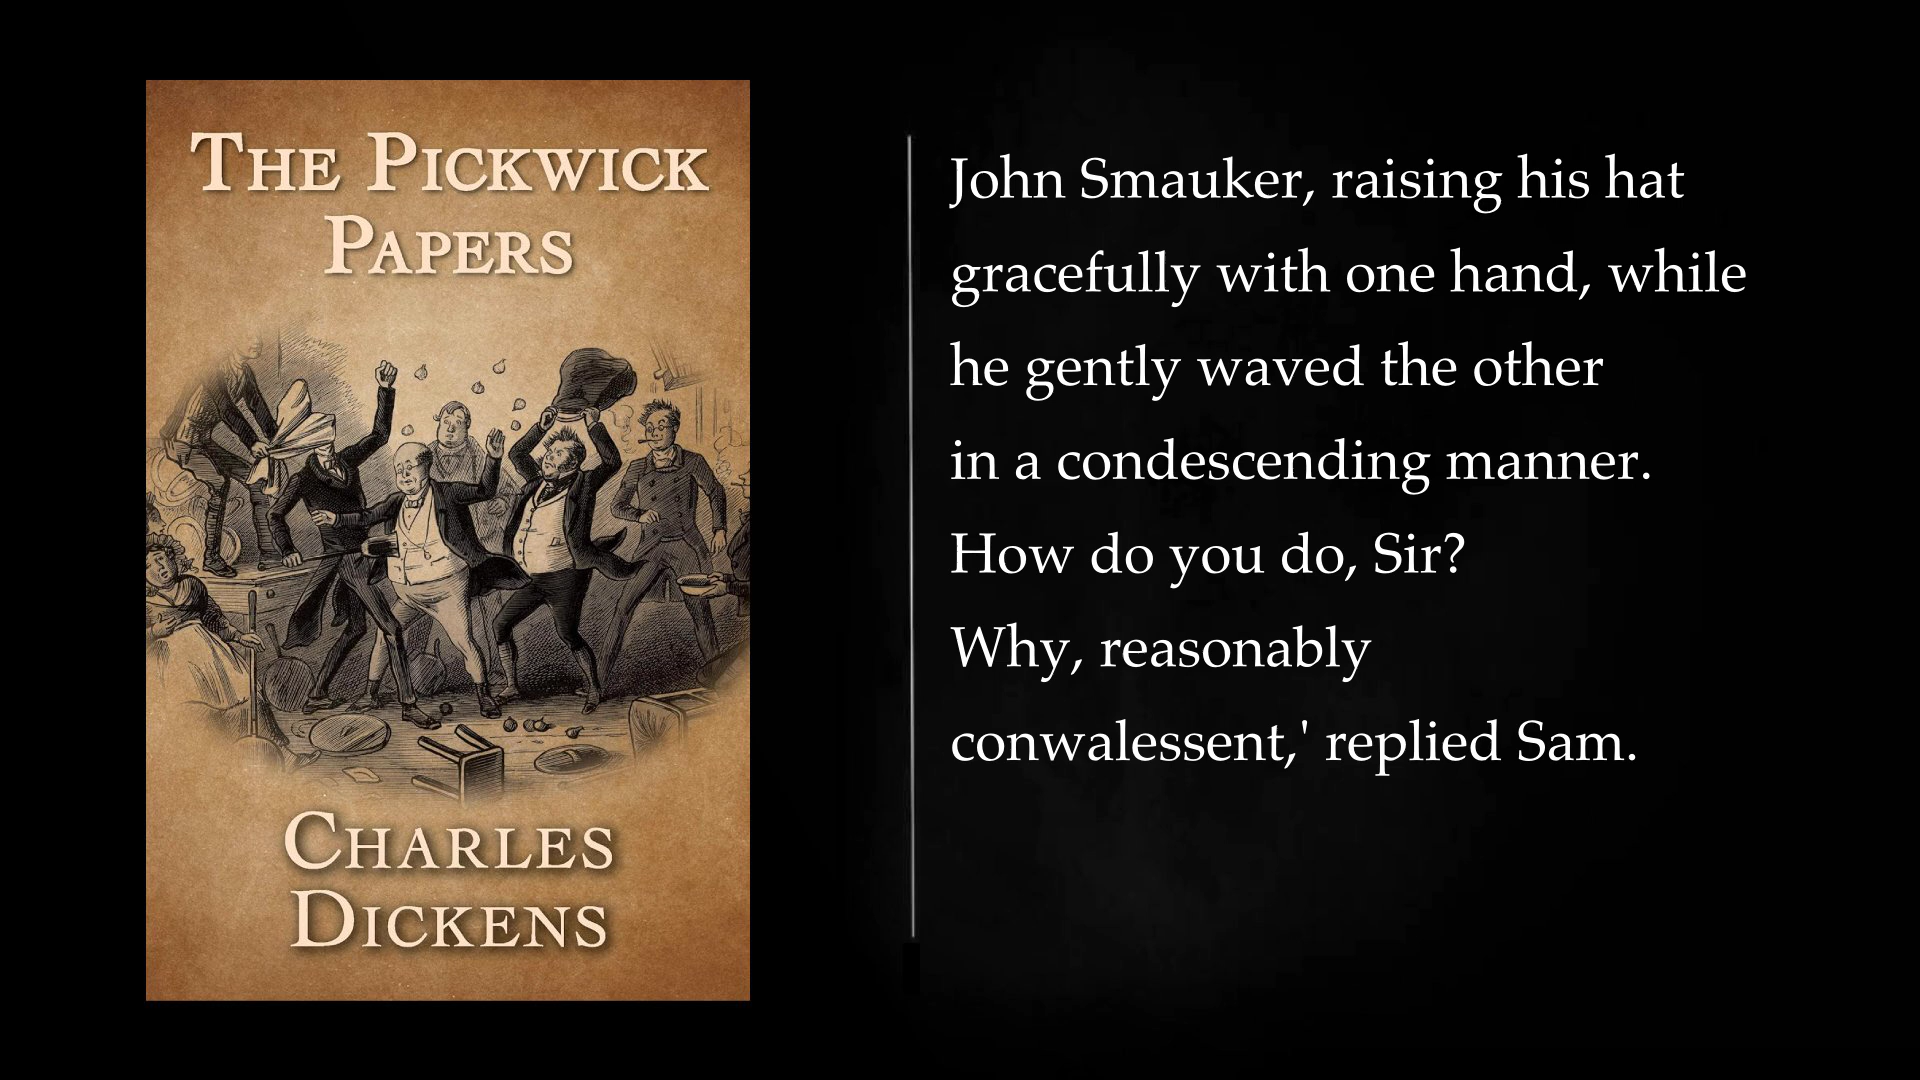 The Pickwick
Papers
Charles
Dickens
John Smauker, raising his hat
gracefully with one hand, while
he gently waved the other
in a condescending manner.
How do you do, Sir?
Why, reasonably
conwalessent,' replied Sam.